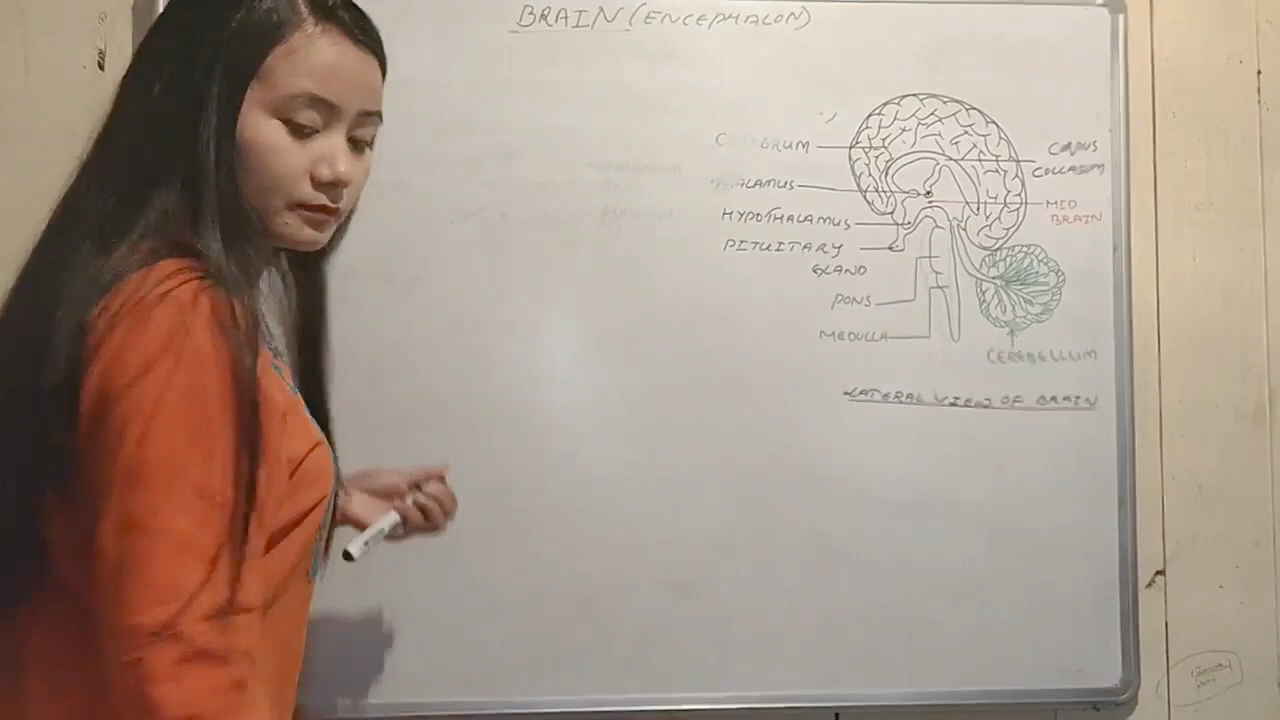 BRAIN (ENCEPHALON)
CEREBRUM
CORPUS
COLLASUM
THALAMUS
MID
BRAIN
HYPOTHALAMUS
PITUITARY
GLAND
PONS
MEDULLA
CEREBELLUM
LATERAL VIEW OF BRAIN